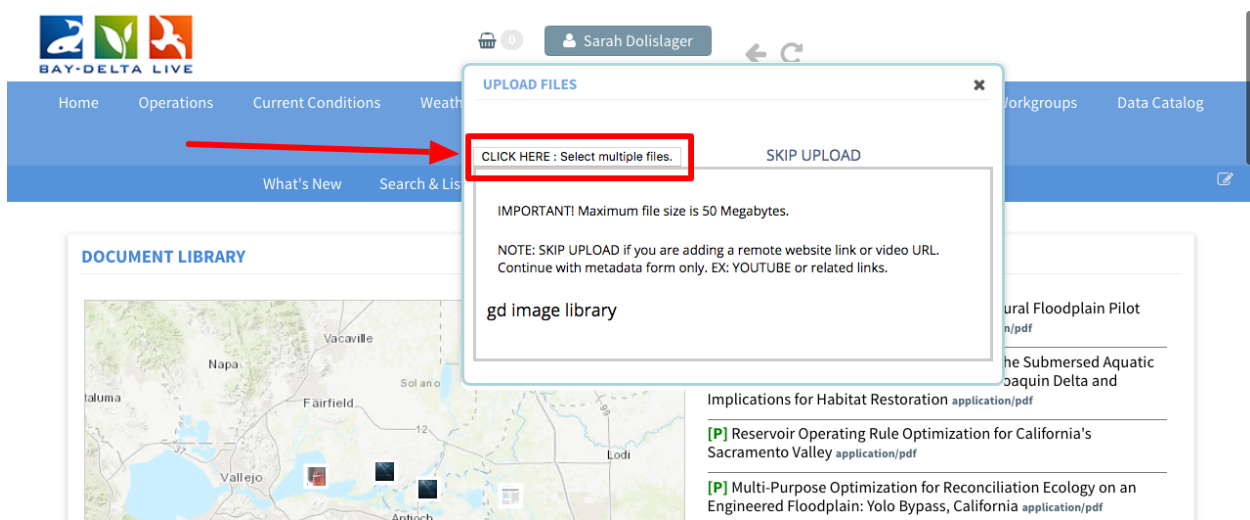 BAY-DELTA LIVE
0
Sarah Dolislager
Home Operations Current Conditions Weath
orkgroups Data Catalog
What's New Search & Lis
UPLOAD FILES
CLICK HERE : Select multiple files.
SKIP UPLOAD
IMPORTANT! Maximum file size is 50 Megabytes.
NOTE: SKIP UPLOAD if you are adding a remote website link or video URL.
Continue with metadata form only. EX: YOUTUBE or related links.
gd image library
DOCUMENT LIBRARY
Vacaville
Napa
Solano
taluma
Fairfield
12
Lodi
Vallejo
Antioch
ural Floodplain Pilot
n/pdf
he Submersed Aquatic
oaquin Delta and
Implications for Habitat Restoration application/pdf
[P] Reservoir Operating Rule Optimization for California's
Sacramento Valley application/pdf
[P] Multi-Purpose Optimization for Reconciliation Ecology on an
Engineered Floodplain: Yolo Bypass, California application/pdf